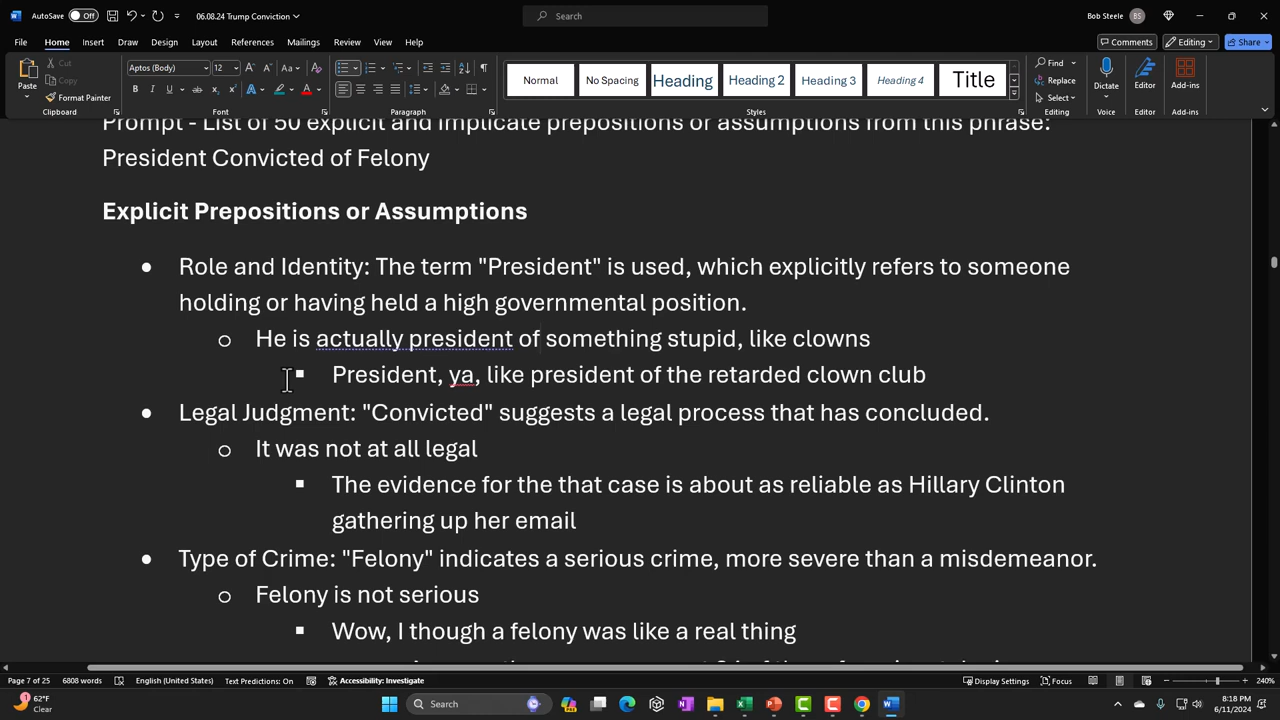 AutoSave Off 06.08.24 Trump Conviction Search Bob Steele BS
File Home Insert Draw Design Layout References Mailings Review View Help Comments Editing Share
Paste Cut Copy Format Painter Aptos (Body) 12 Normal No Spacing Heading Heading 2 Heading 3 Heading 4 Title Find Replace Select Dictate Editor Add-ins
Clipboard Font Paragraph Styles Editing Voice Editor Add-ins
Prompt - List of 50 explicit and implicate prepositions or assumptions from this phrase:
President Convicted of Felony
Explicit Prepositions or Assumptions
Role and Identity: The term "President" is used, which explicitly refers to someone
holding or having held a high governmental position.
He is actually president of something stupid, like clowns
President, ya, like president of the retarded clown club
Legal Judgment: "Convicted" suggests a legal process that has concluded.
It was not at all legal
The evidence for the that case is about as reliable as Hillary Clinton
gathering up her email
Type of Crime: "Felony" indicates a serious crime, more severe than a misdemeanor.
Felony is not serious
Wow, I though a felony was like a real thing
Page 7 of 25 6808 words English (United States) Text Predictions: On Accessibility: Investigate Display Settings Focus 240%
62°F
Clear
Search
8:18 PM
6/11/2024